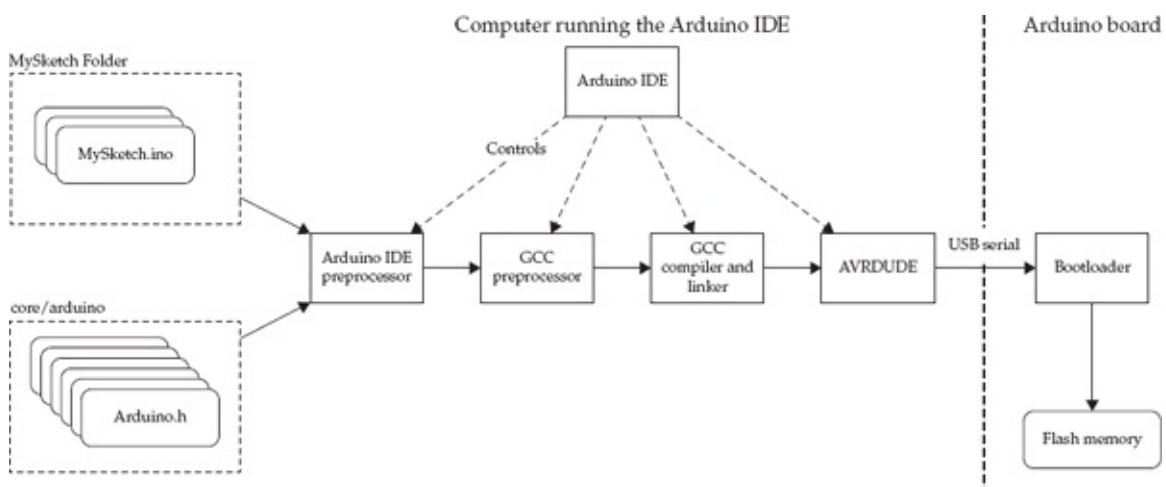 Computer running the Arduino IDE
Arduino board
MySketch Folder
MySketch.ino
Arduino IDE
Controls
Arduino IDE
preprocessor
GCC
preprocessor
GCC
compiler and
linker
AVRDUDE
USB serial
Bootloader
core/arduino
Arduino.h
Flash memory